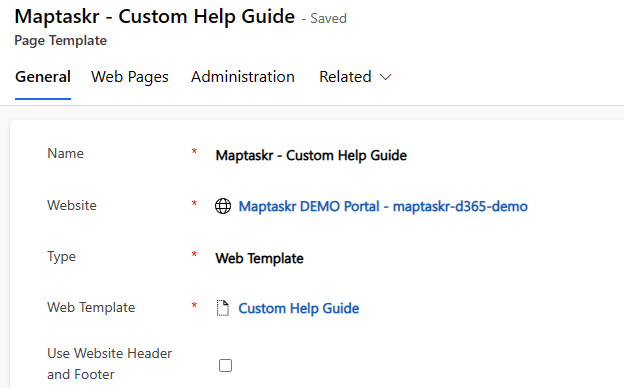 Maptaskr - Custom Help Guide - Saved
Page Template
General Web Pages Administration Related
Name * Maptaskr - Custom Help Guide
Website * Maptaskr DEMO Portal - maptaskr-d365-demo
Type * Web Template
Web Template * Custom Help Guide
Use Website Header
and Footer